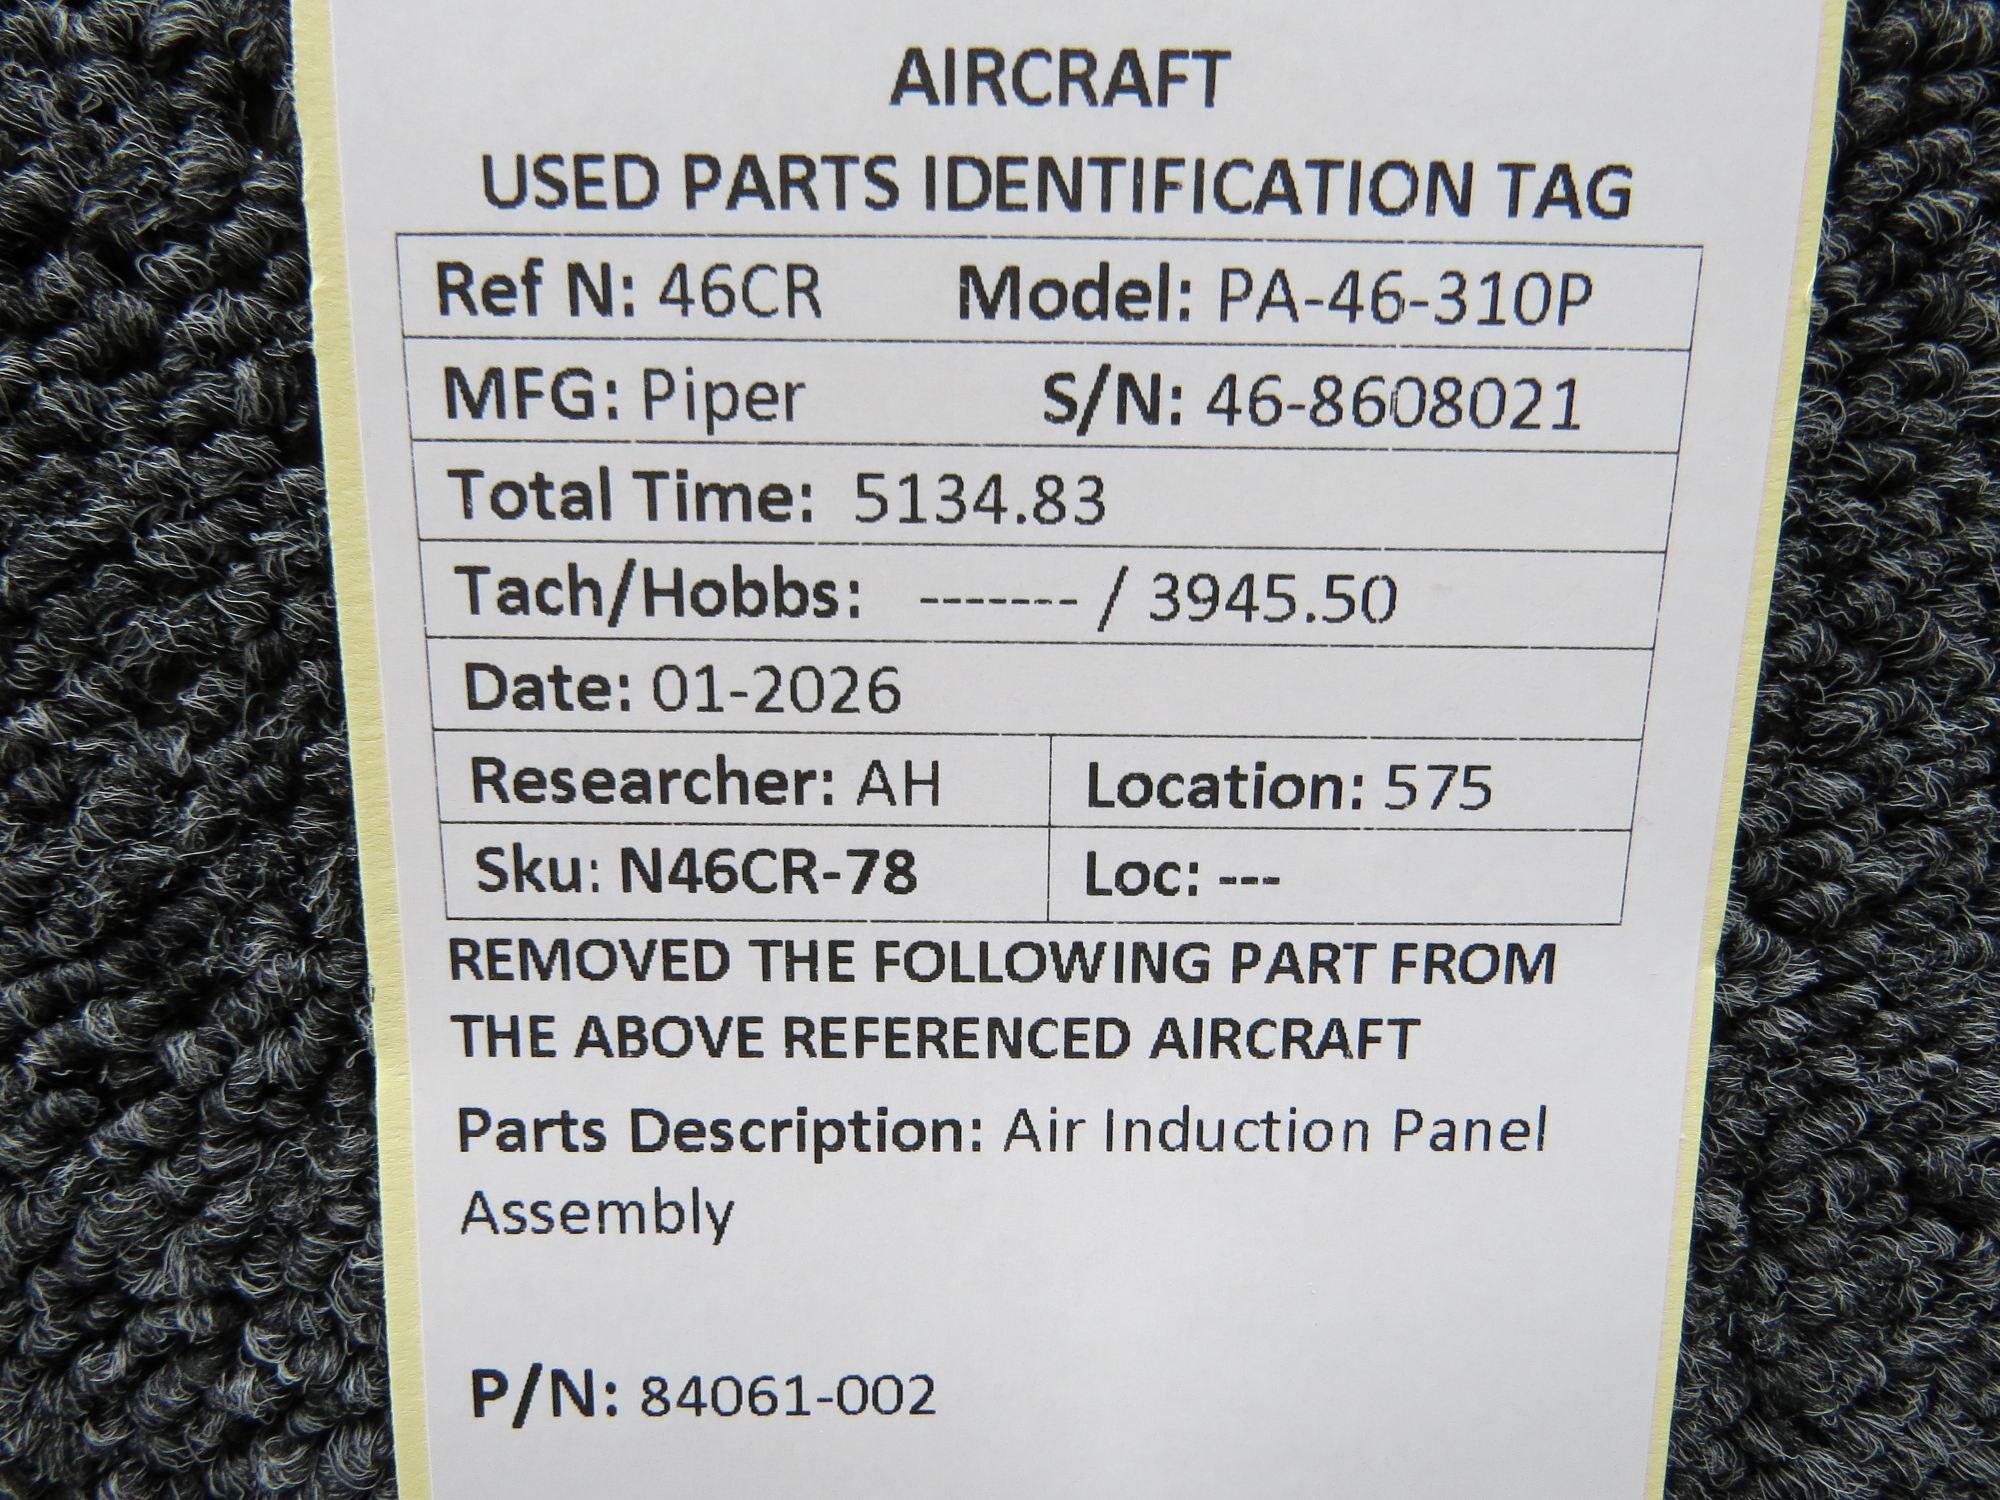 AIRCRAFT
USED PARTS IDENTIFICATION TAG
Ref N: 46CR Model: PA-46-310P
MFG: Piper S/N: 46-8608021
Total Time: 5134.83
Tach/Hobbs: ------- / 3945.50
Date: 01-2026
Researcher: AH Location: 575
Sku: N46CR-78 Loc: ---
REMOVED THE FOLLOWING PART FROM
THE ABOVE REFERENCED AIRCRAFT
Parts Description: Air Induction Panel
Assembly
P/N: 84061-002